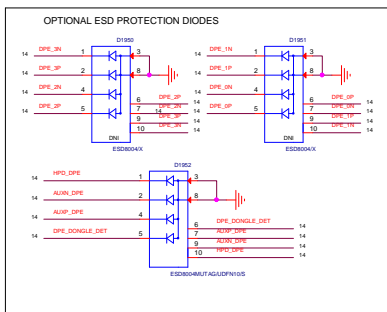 OPTIONAL ESD PROTECTION DIODES
D1950
14 DPE_3N 1 3
14 DPE_3P 2 8
14 DPE_2N 4
6 DPE_2P 14
14 DPE_2P 5 7 DPE_2N 14 14
9 DPE_3P 14
DNI 10 DPE_3N 14
ESD8004/X
D1951
14 DPE_1N 1 3
14 DPE_1P 2 8
14 DPE_0N 4
6 DPE_0P 14
14 DPE_0P 5 7 DPE_0N 14
9 DPE_1P 14
DNI 10 DPE_1N 14
ESD8004/X
D1952
14 HPD_DPE 1 3
14 AUXN_DPE 2 8
14 AUXP_DPE 4
6 DPE_DONGLE_DET 14
14 DPE_DONGLE_DET 5 7 AUXP_DPE 14
9 AUXN_DPE 14
10 HPD_DPE 14
ESD8004MUTAG/UDFN10/S